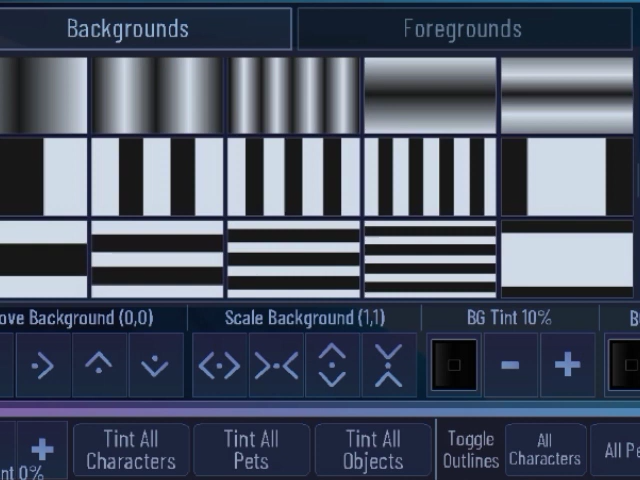 Backgrounds Foregrounds
ove Background (0,0) Scale Background (1,1) BG Tint 10%
Tint All Tint All Tint All Toggle All All Pe
Characters Pets Objects Outlines Characters
nt 0%